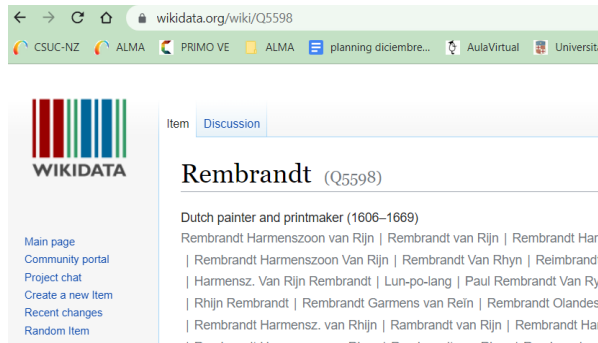 wikidata.org/wiki/Q5598
CSUC-NZ ALMA PRIMO VE ALMA planning diciembre... AulaVirtual
WIKIDATA
Item Discussion
Rembrandt (Q5598)
Dutch painter and printmaker (1606–1669)
Rembrandt Harmenszoon van Rijn | Rembrandt van Rijn | Rembrandt
| Rembrandt Harmenszoon Van Rijn | Rembrandt Van Rhyn |
| Harmensz. Van Rijn Rembrandt | Lun-po-lang | Paul Rembrandt Van
| Rhijn Rembrandt | Rembrandt Garmens van Reïn | Rembrandt Olandes
| Rembrandt Harmensz. van Rhijn | Rambrandt van Rijn | Rembrandt
Main page
Community portal
Project chat
Create a new Item
Recent changes
Random Item